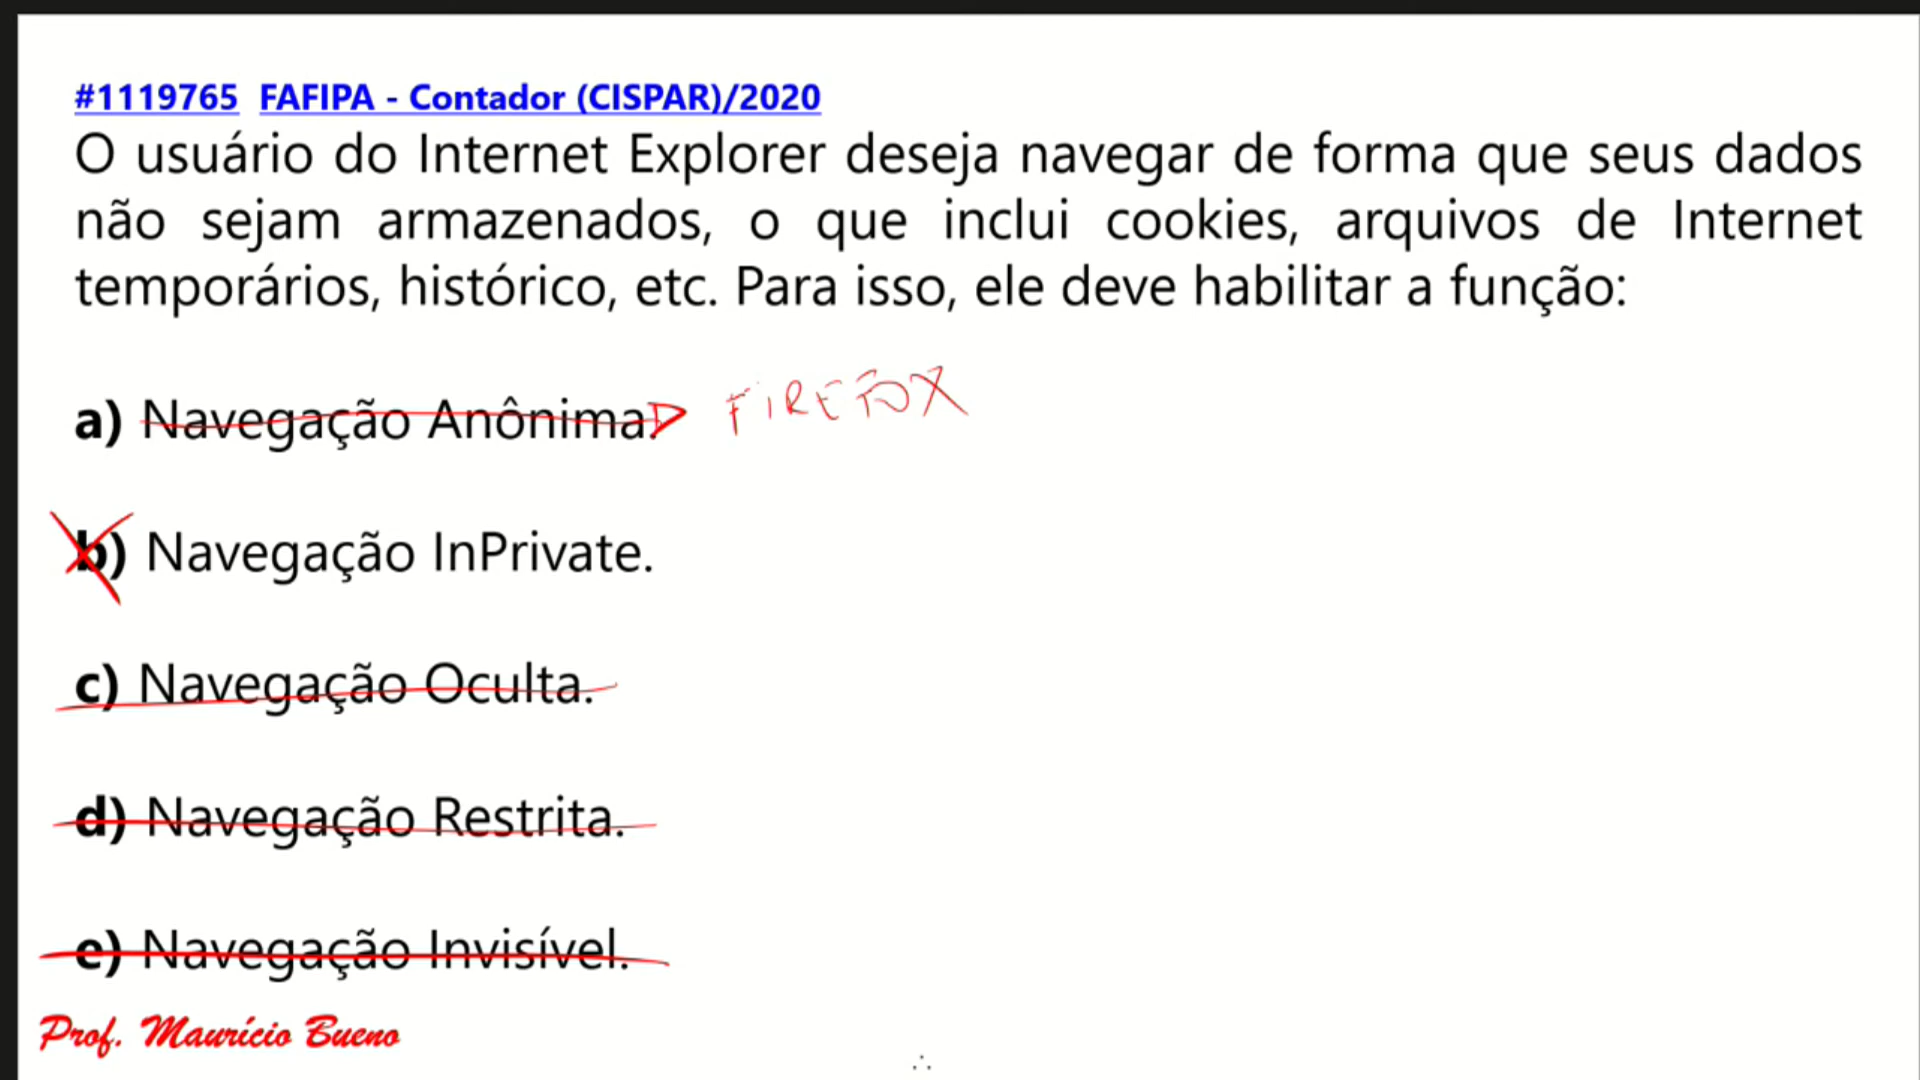 #1119765 FAFIPA - Contador (CISPAR)/2020
O usuário do Internet Explorer deseja navegar de forma que seus dados
não sejam armazenados, o que inclui cookies, arquivos de Internet
temporários, histórico, etc. Para isso, ele deve habilitar a função:
a) Navegação Anônima. FIREFOX
b) Navegação InPrivate.
c) Navegação Oculta.
d) Navegação Restrita.
e) Navegação Invisível.
Prof. Maurício Bueno